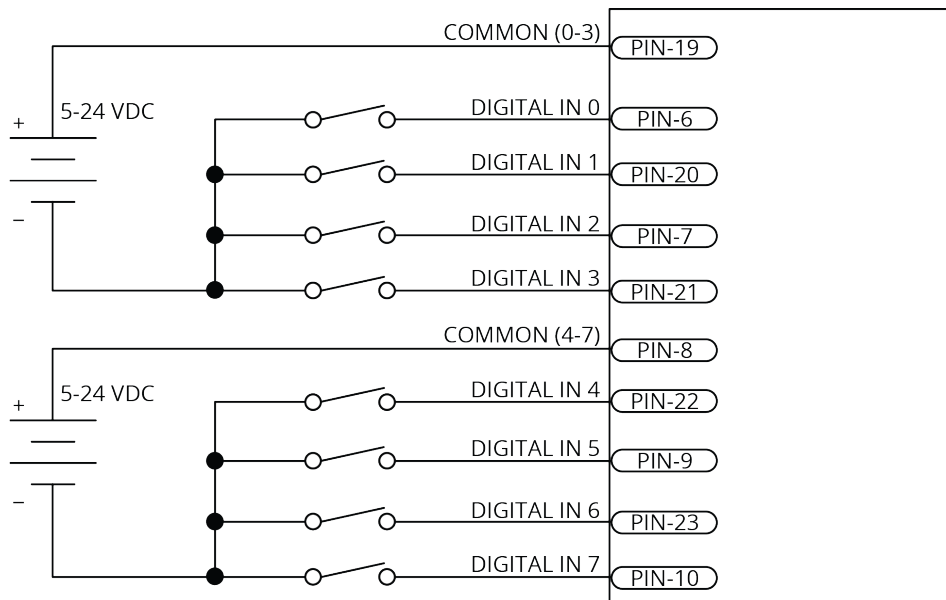 COMMON (0-3) PIN-19
+ 5-24 VDC
DIGITAL IN 0 PIN-6
DIGITAL IN 1 PIN-20
−
DIGITAL IN 2 PIN-7
DIGITAL IN 3 PIN-21
COMMON (4-7) PIN-8
+ 5-24 VDC
DIGITAL IN 4 PIN-22
DIGITAL IN 5 PIN-9
−
DIGITAL IN 6 PIN-23
DIGITAL IN 7 PIN-10